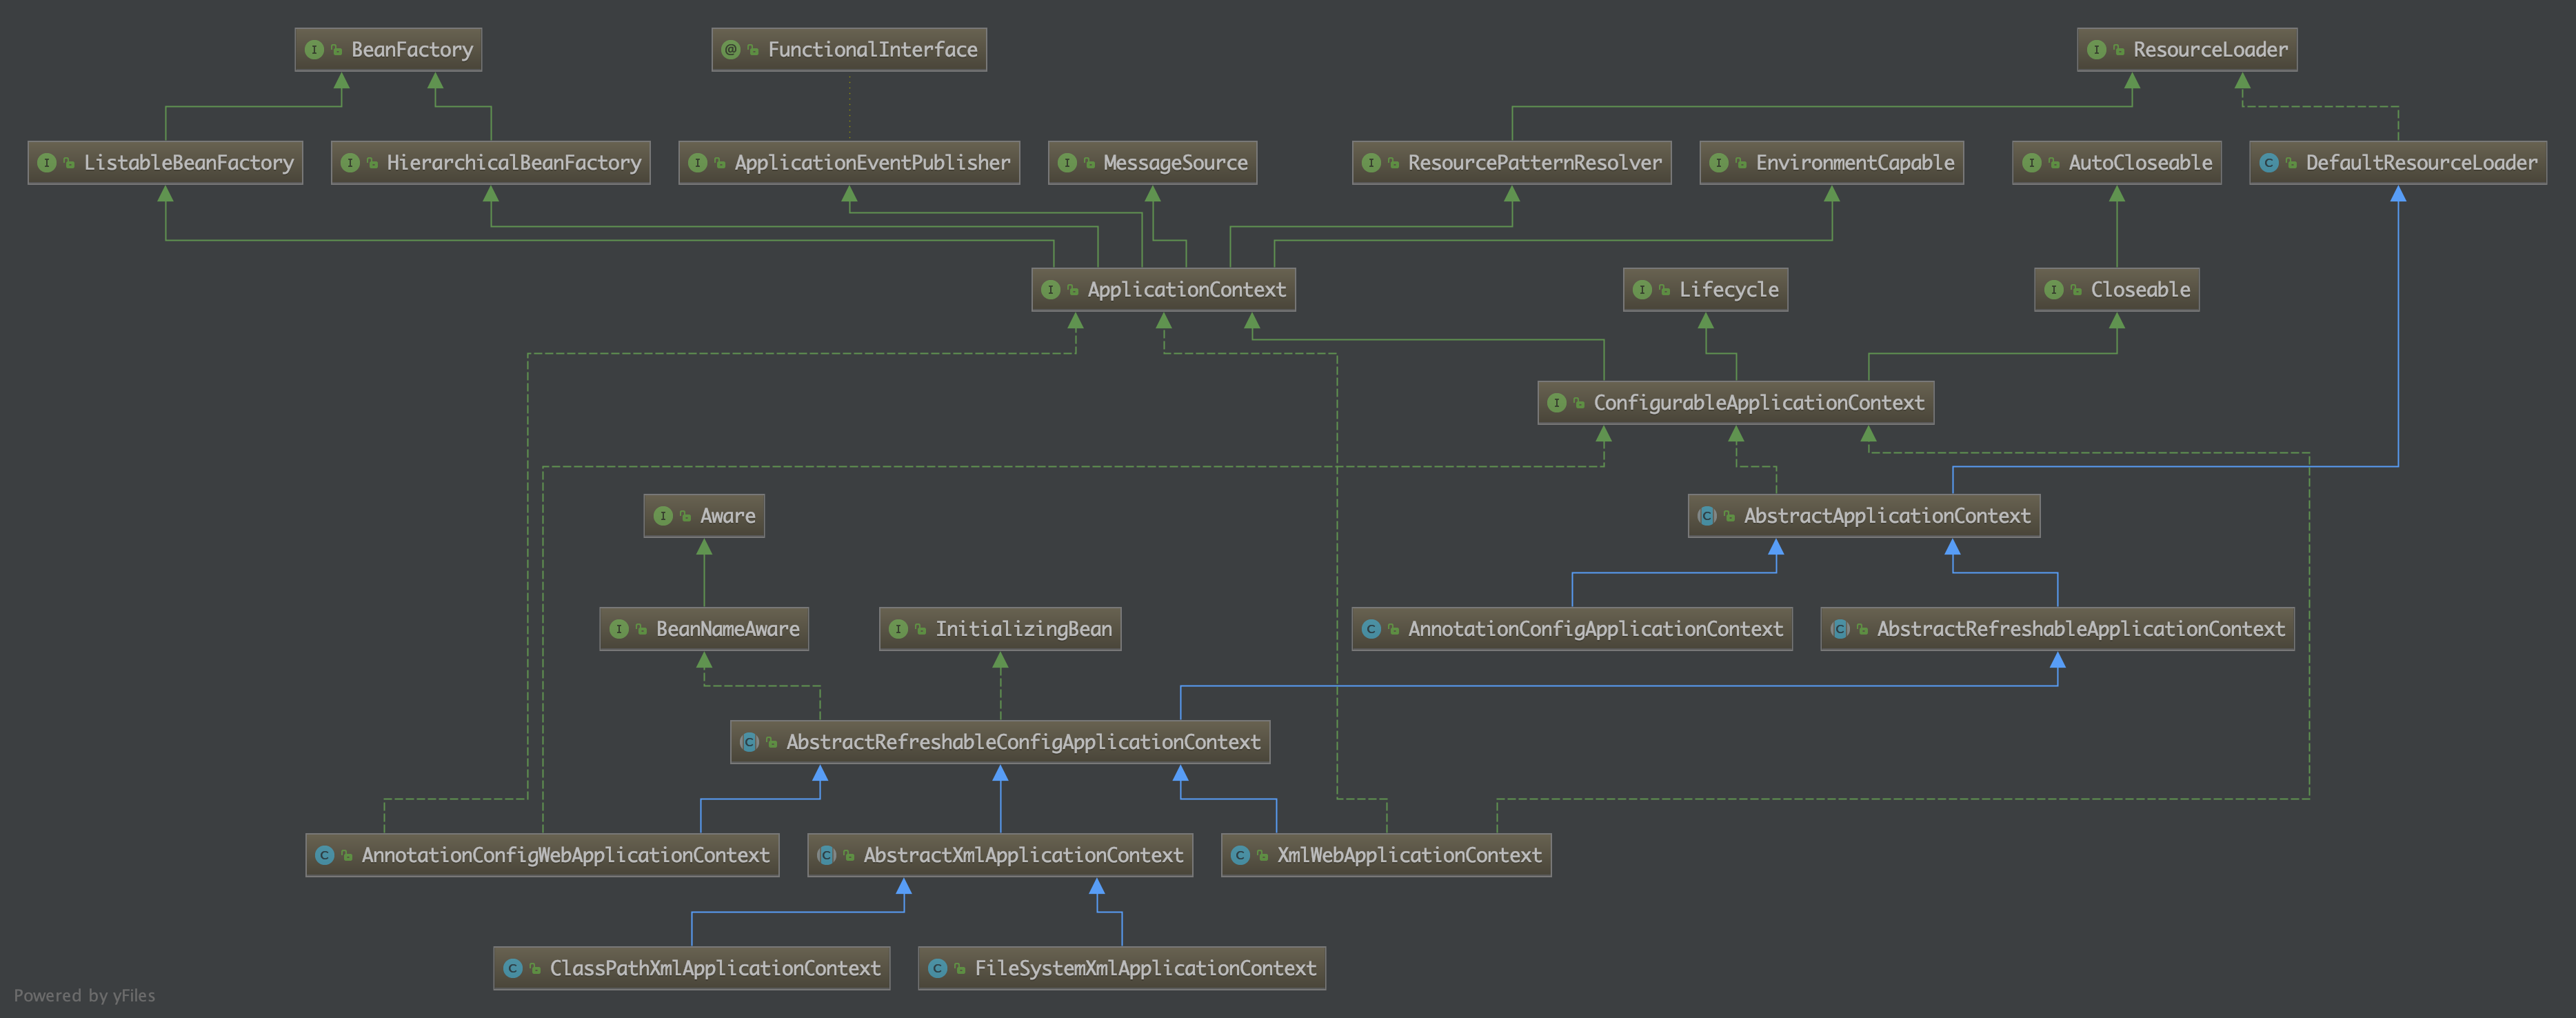 BeanFactory
FunctionalInterface
ResourceLoader
ListableBeanFactory
HierarchicalBeanFactory
ApplicationEventPublisher
MessageSource
ResourcePatternResolver
EnvironmentCapable
AutoCloseable
DefaultResourceLoader
ApplicationContext
Lifecycle
Closeable
ConfigurableApplicationContext
Aware
AbstractApplicationContext
BeanNameAware
InitializingBean
AnnotationConfigApplicationContext
AbstractRefreshableApplicationContext
AbstractRefreshableConfigApplicationContext
AnnotationConfigWebApplicationContext
AbstractXmlApplicationContext
XmlWebApplicationContext
ClassPathXmlApplicationContext
FileSystemXmlApplicationContext
Powered by yFiles